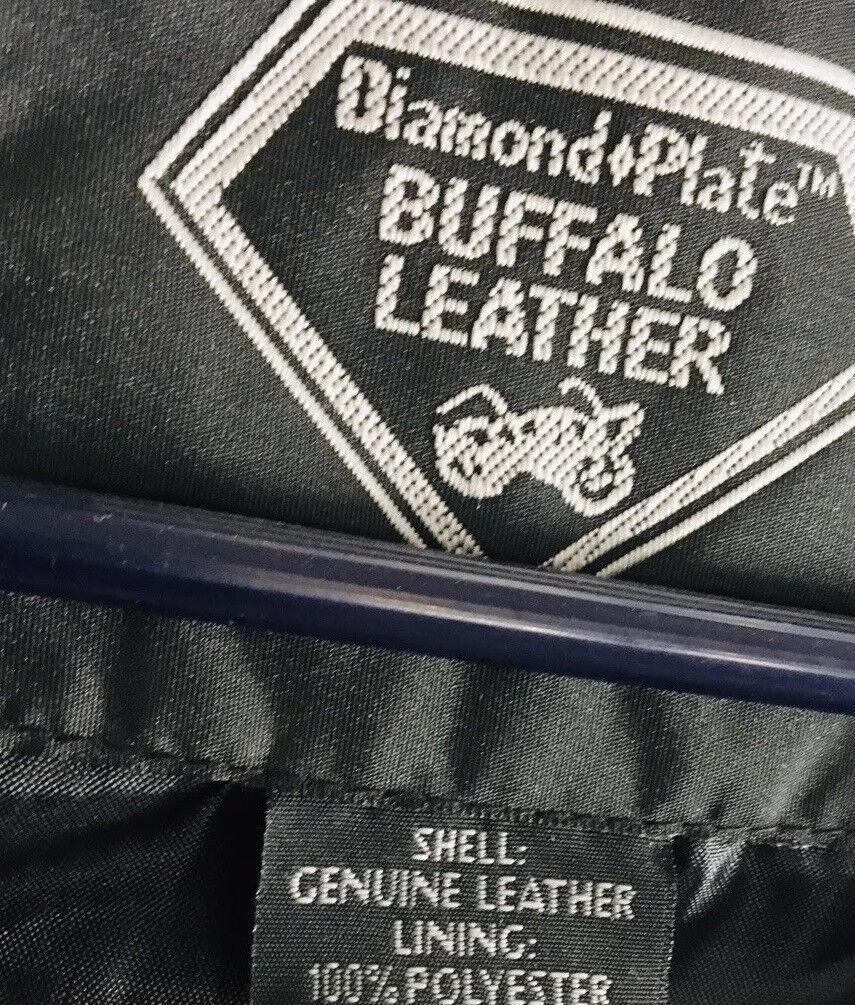 Diamond Plate™
BUFFALO
LEATHER
SHELL:
GENUINE LEATHER
LINING:
100% POLYESTER